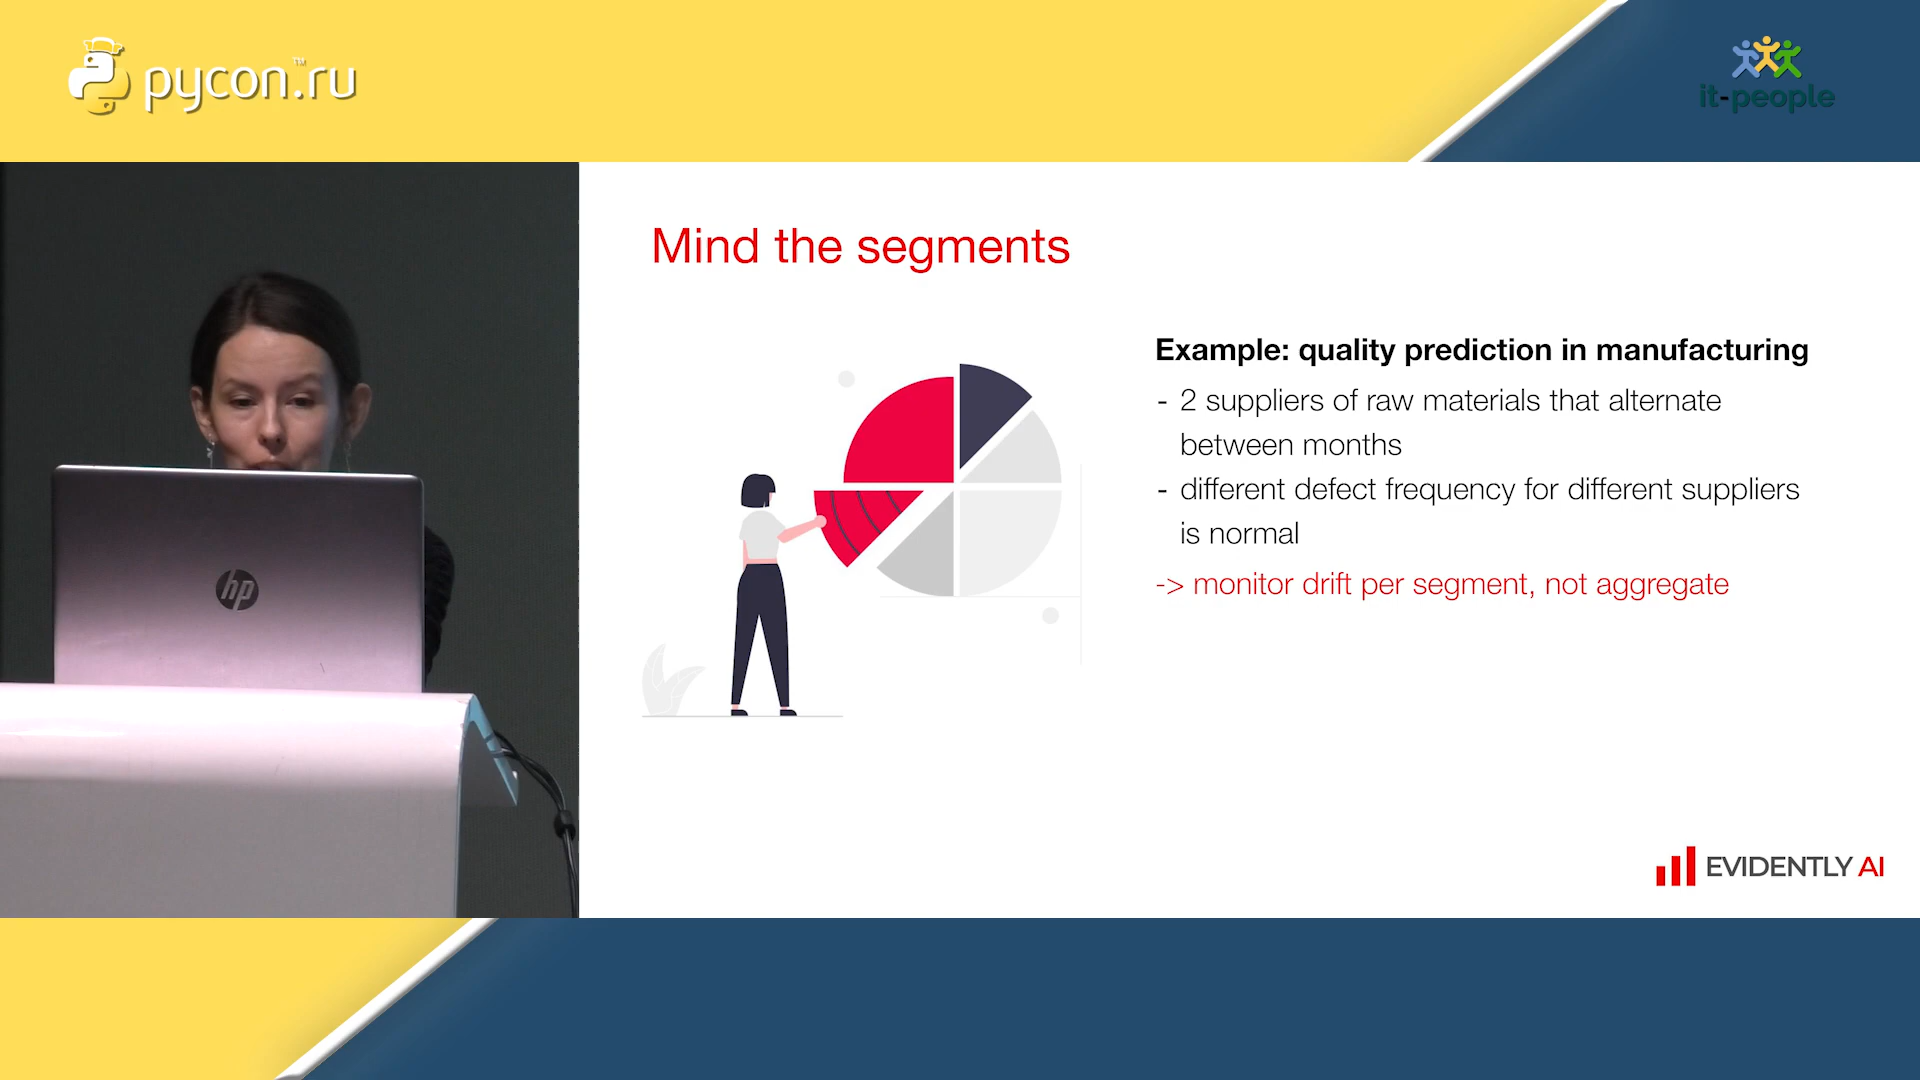 pycon.ru
TM
it-people
Mind the segments
Example: quality prediction in manufacturing
- 2 suppliers of raw materials that alternate
between months
- different defect frequency for different suppliers
is normal
-> monitor drift per segment, not aggregate
hp
EVIDENTLY AI